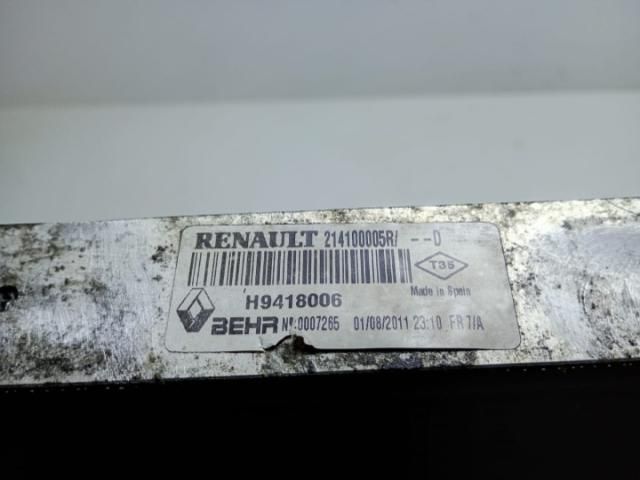 RENAULT 214100005R/ --D
T35
Made in Spain
H9418006
BEHR Nº:0007265 01/08/2011 23:10 FR 7/A